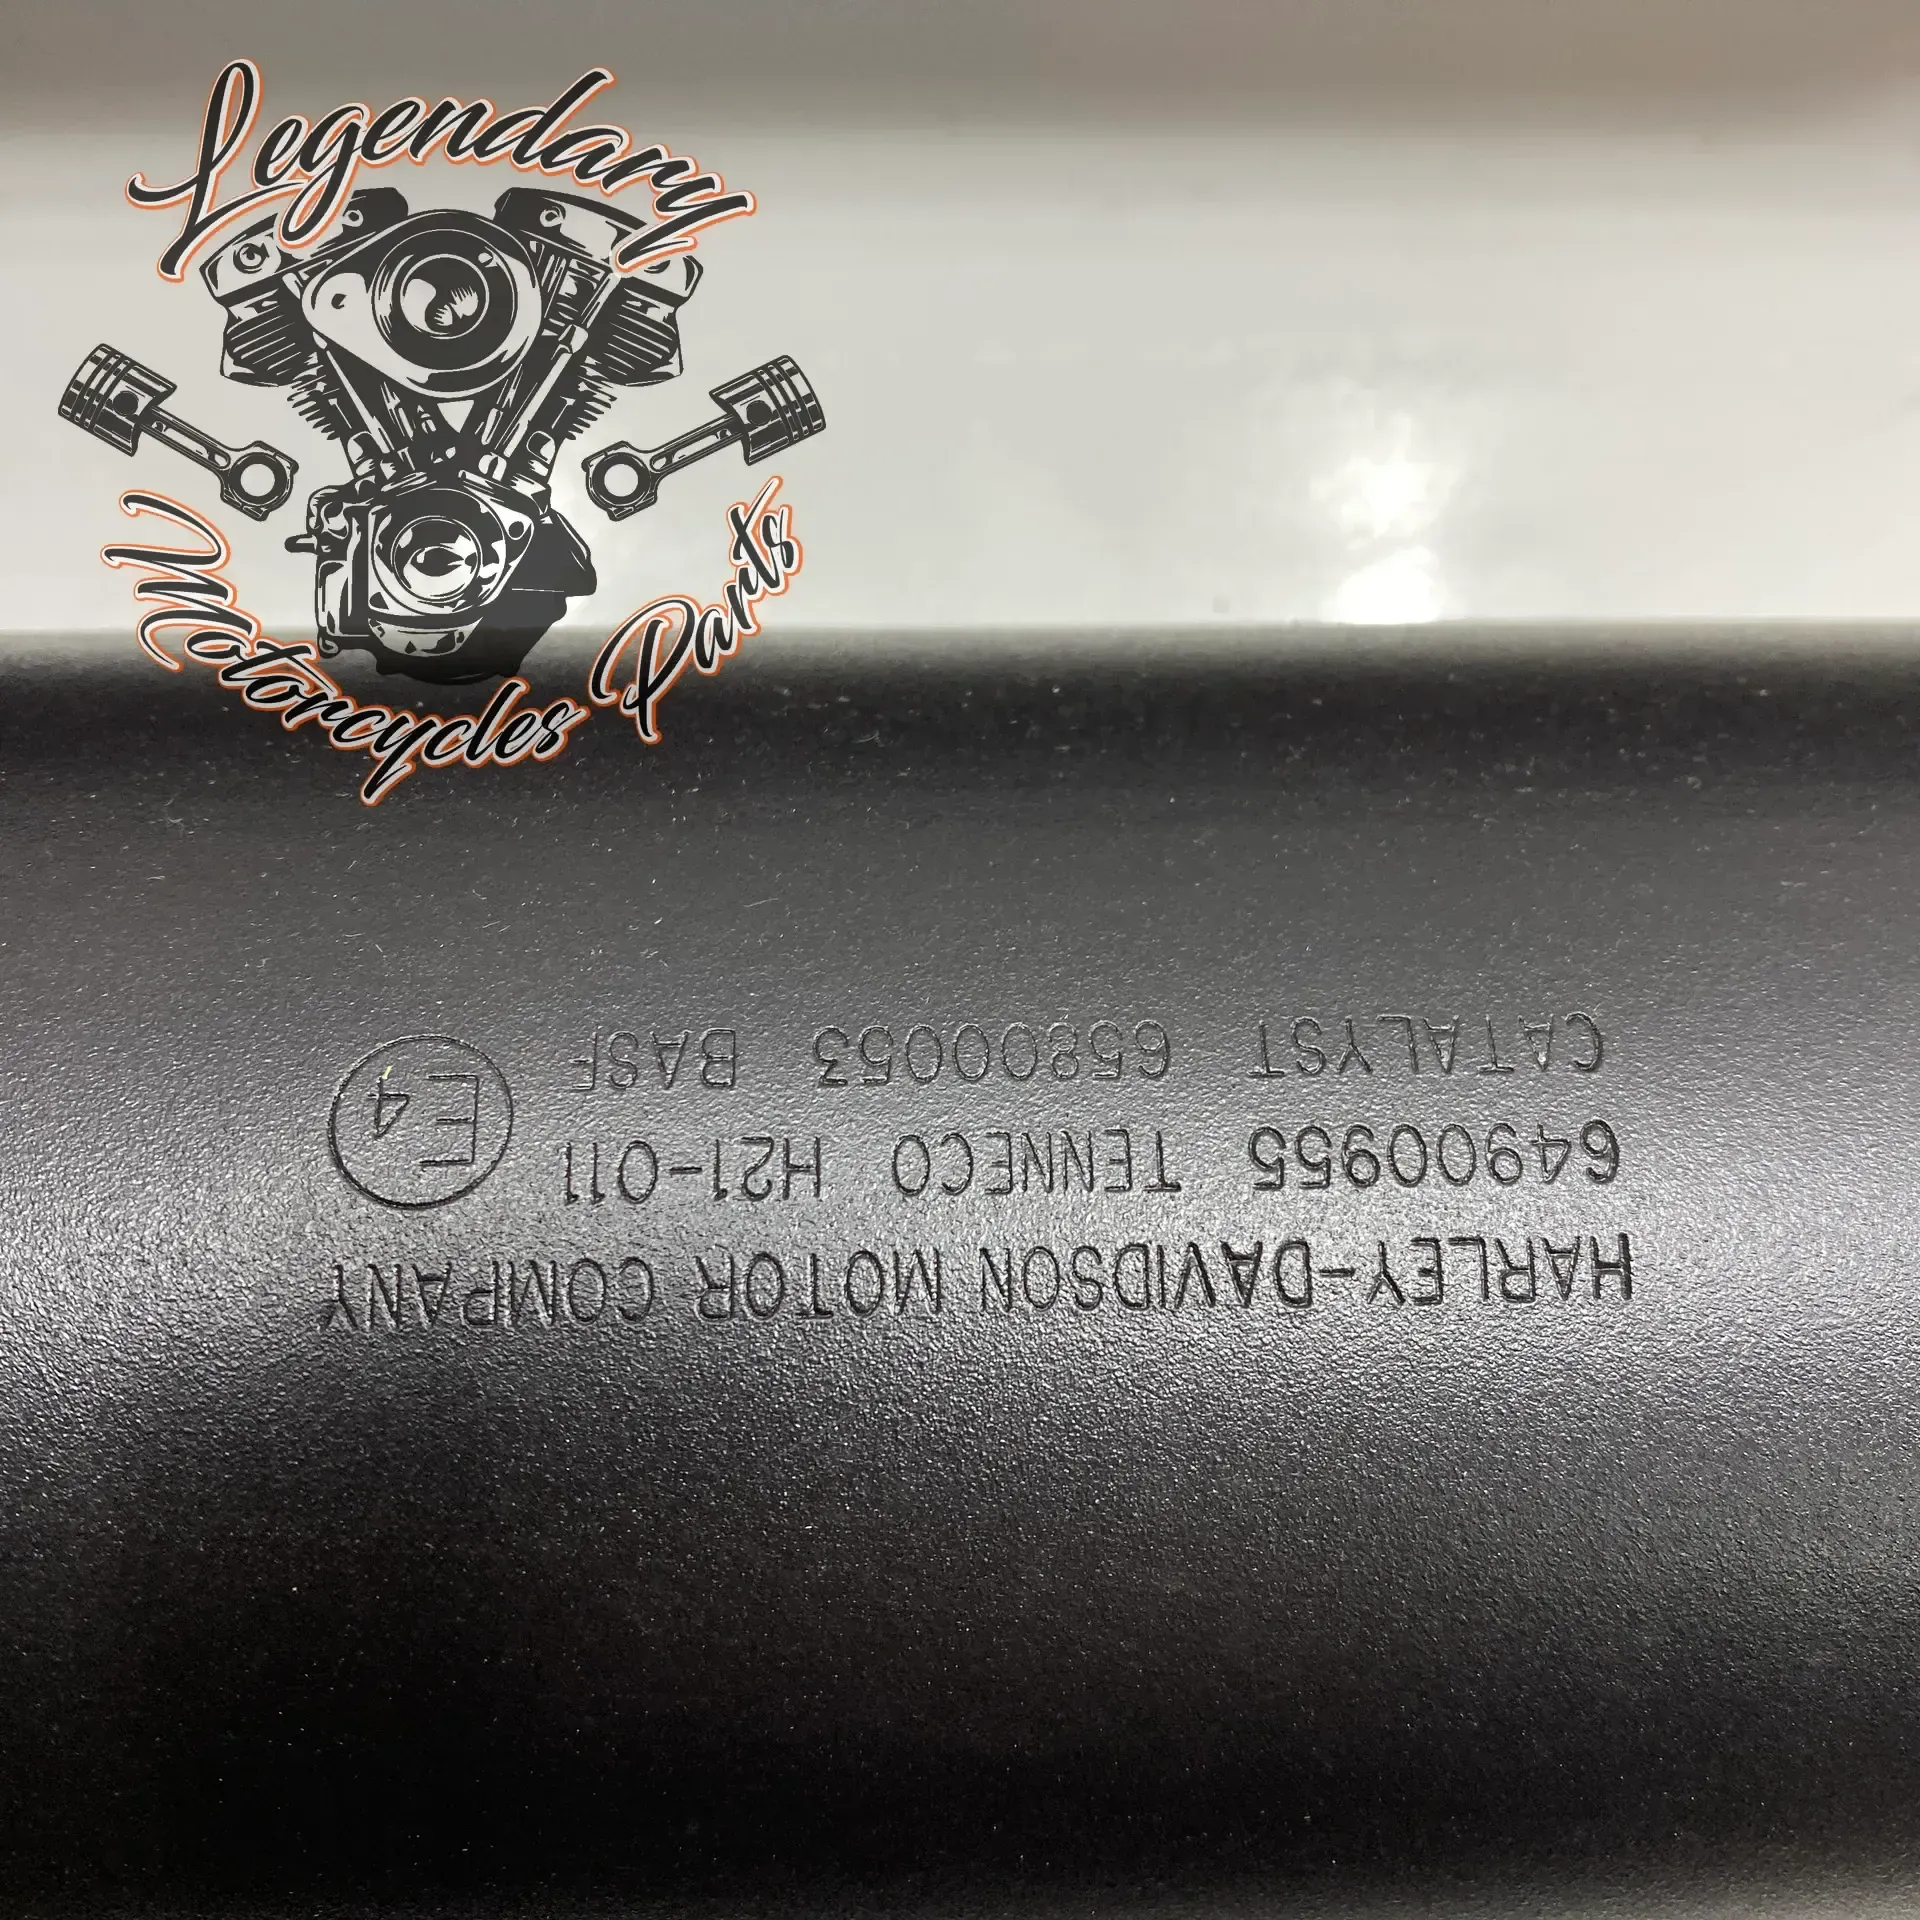 Legendary
Motorcycles Parts
HARLEY-DAVIDSON MOTOR COMPANY
64900955 TENNECO H21-011
CATALYST 65800053 BASF
E4